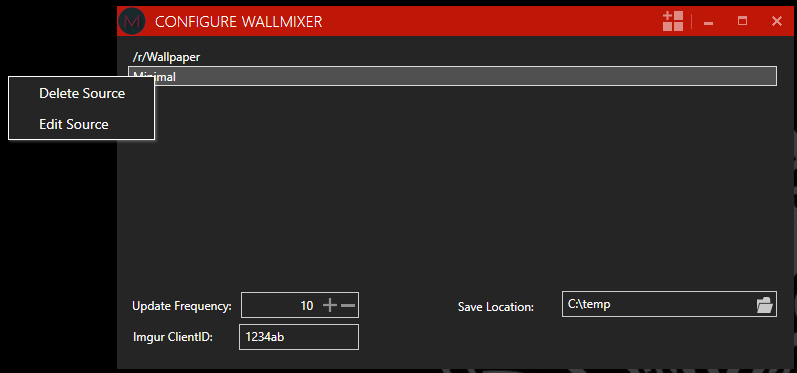 M CONFIGURE WALLMIXER
/r/Wallpaper
Minimal
Delete Source
Edit Source
Update Frequency: 10
Save Location: C:\temp
Imgur ClientID: 1234ab